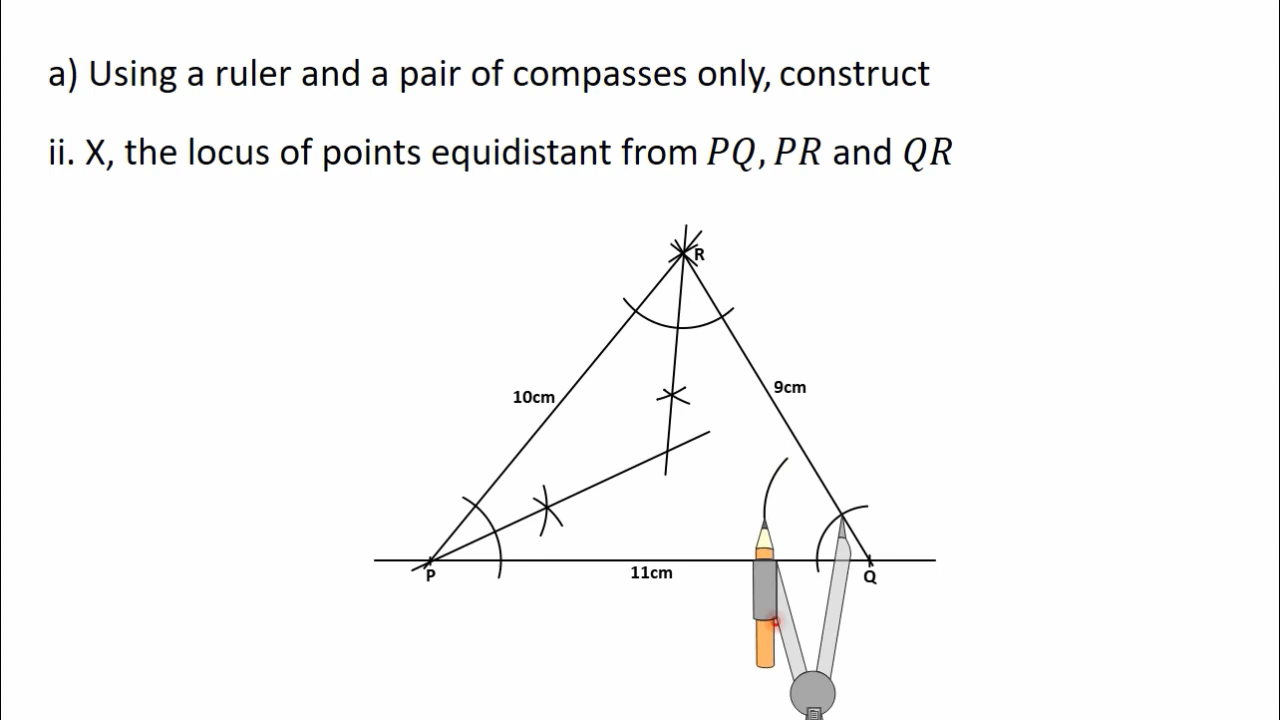 a) Using a ruler and a pair of compasses only, construct
ii. X, the locus of points equidistant from PQ, PR and QR
R
10cm
9cm
P
11cm
Q